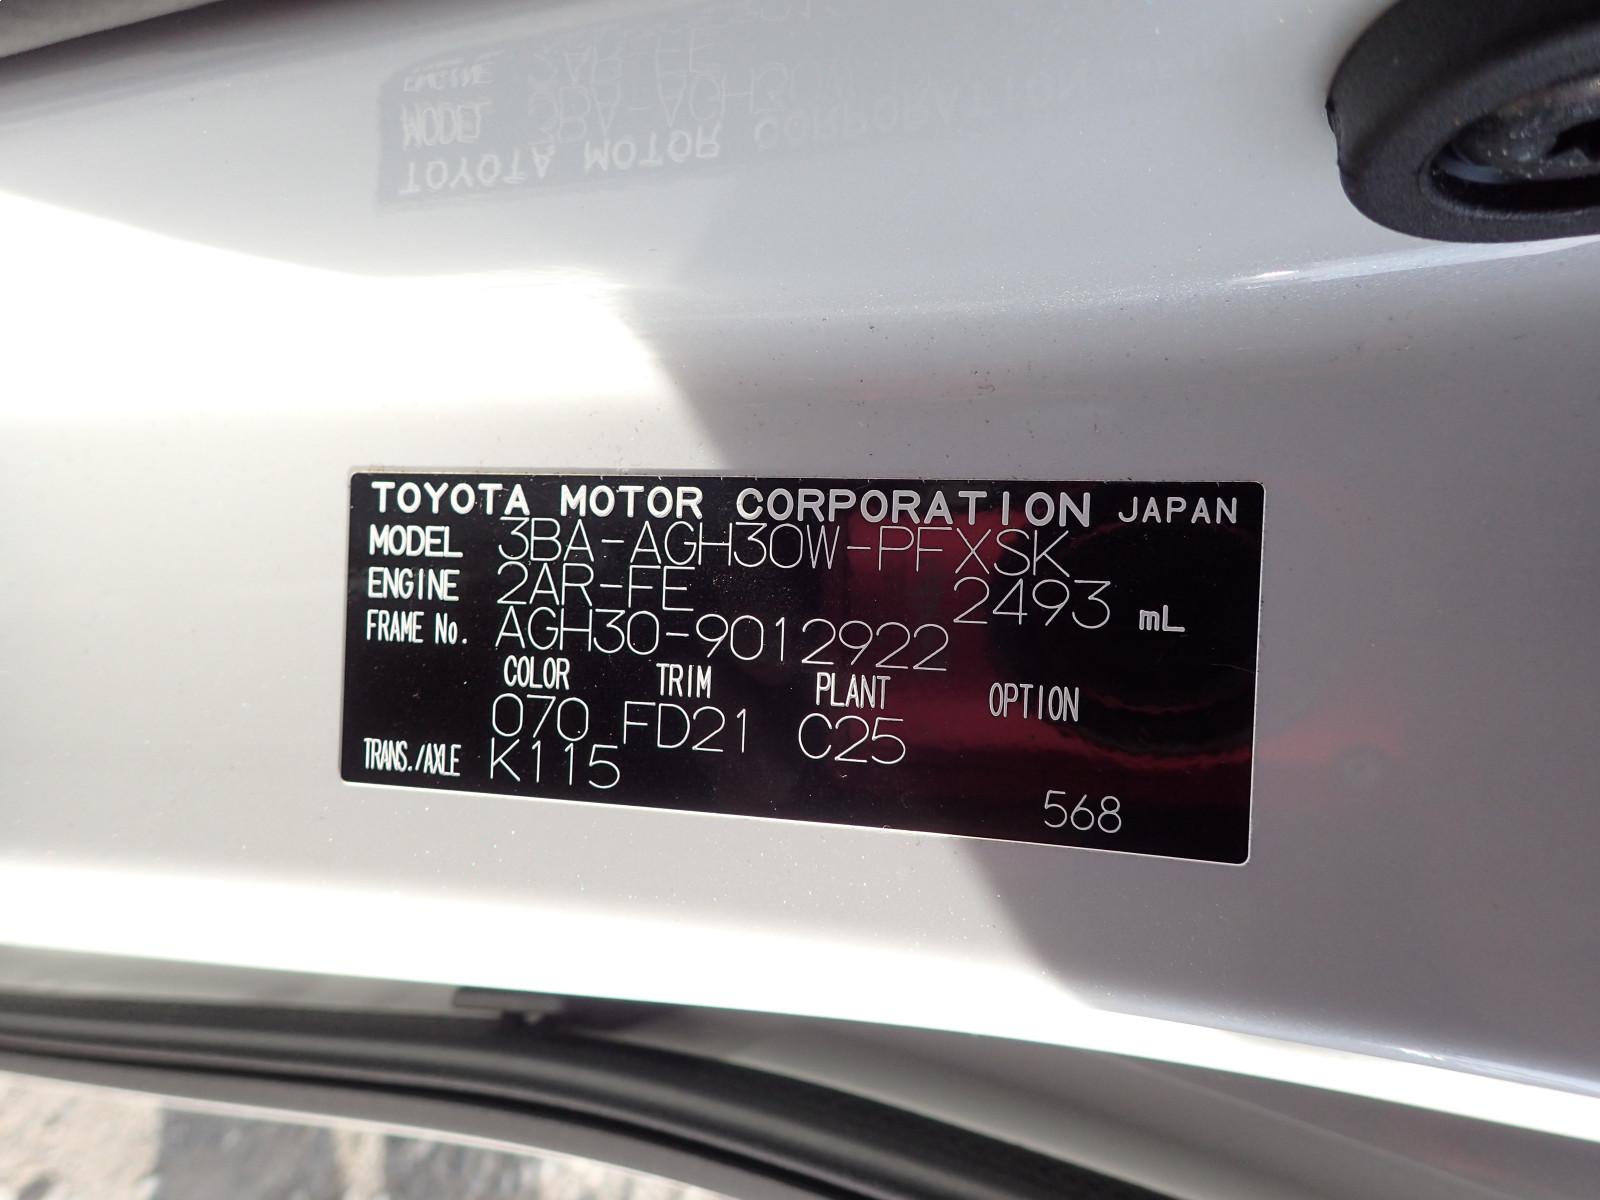 TOYOTA MOTOR CORPORATION JAPAN
MODEL 3BA-AGH30W-PFXSK
ENGINE 2AR-FE 2493 mL
FRAME No. AGH30-9012922
COLOR TRIM PLANT OPTION
070 FD21 C25
TRANS./AXLE K115
568